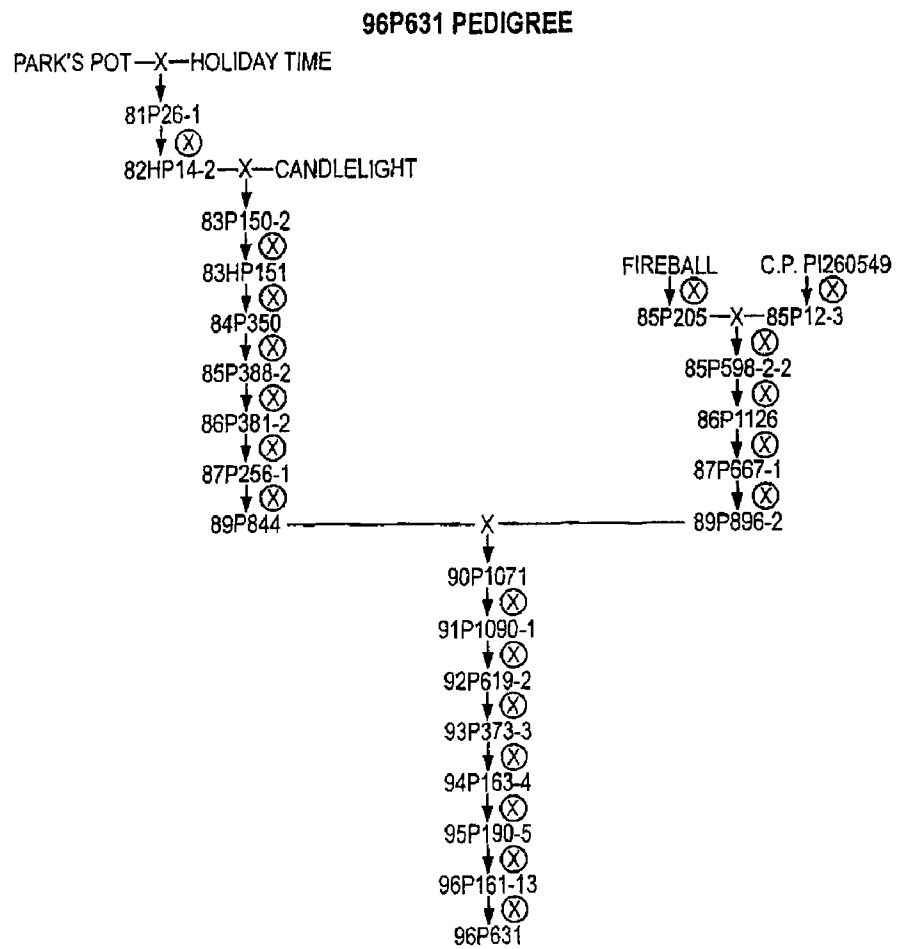 96P631 PEDIGREE
PARK'S POT—X—HOLIDAY TIME
81P26-1
Ⓧ
82HP14-2—X—CANDLELIGHT
83P150-2
Ⓧ
83HP151
Ⓧ
84P350
Ⓧ
85P388-2
Ⓧ
86P381-2
Ⓧ
87P256-1
Ⓧ
FIREBALL C.P. PI260549
Ⓧ Ⓧ
85P205—X—85P12-3
Ⓧ
85P598-2-2
Ⓧ
86P1126
Ⓧ
87P667-1
Ⓧ
89P844 X 89P896-2
90P1071
Ⓧ
91P1090-1
Ⓧ
92P619-2
Ⓧ
93P373-3
Ⓧ
94P163-4
Ⓧ
95P190-5
Ⓧ
96P161-13
Ⓧ
96P631